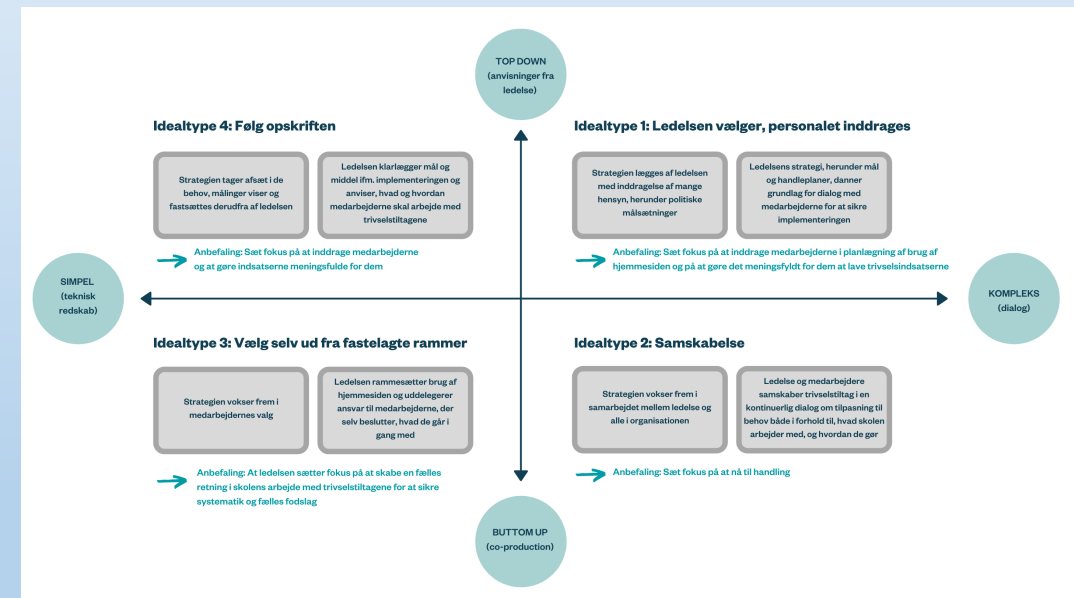 TOP DOWN
(anvisninger fra
ledelse)
Idealtype 4: Følg opskriften
Strategien tager afsæt i de
behov, målinger viser og
fastsættes derudfra af ledelsen
Ledelsen klarlægger mål og
middel ifm. implementeringen og
anviser, hvad og hvordan
medarbejderne skal arbejde med
trivselstiltagene
Anbefaling: Sæt fokus på at inddrage medarbejderne
og at gøre indsatserne meningsfulde for dem
Idealtype 1: Ledelsen vælger, personalet inddrages
Strategien lægges af ledelsen
med inddragelse af mange
hensyn, herunder politiske
målsætninger
Ledelsens strategi, herunder mål
og handleplaner, danner
grundlag for dialog med
medarbejderne for at sikre
implementeringen
Anbefaling: Sæt fokus på at inddrage medarbejderne i planlægning af brug af
hjemmesiden og på at gøre det meningsfyldt for dem at lave trivselsindsatserne
SIMPEL
(teknisk
redskab)
KOMPLEKS
(dialog)
Idealtype 3: Vælg selv ud fra fastelagte rammer
Strategien vokser frem i
medarbejdernes valg
Ledelsen rammesætter brug af
hjemmesiden og uddelegerer
ansvar til medarbejderne, der
selv beslutter, hvad de går i
gang med
Anbefaling: At ledelsen sætter fokus på at skabe en fælles
retning i skolens arbejde med trivselstiltagene for at sikre
systematik og fælles fodslag
Idealtype 2: Samskabelse
Strategien vokser frem i
samarbejdet mellem ledelse og
alle i organisationen
Ledelse og medarbejdere
samskaber trivselstiltag i en
kontinuerlig dialog om tilpasning til
behov både i forhold til, hvad skolen
arbejder med, og hvordan de gør
Anbefaling: Sæt fokus på at nå til handling
BUTTOM UP
(co-production)